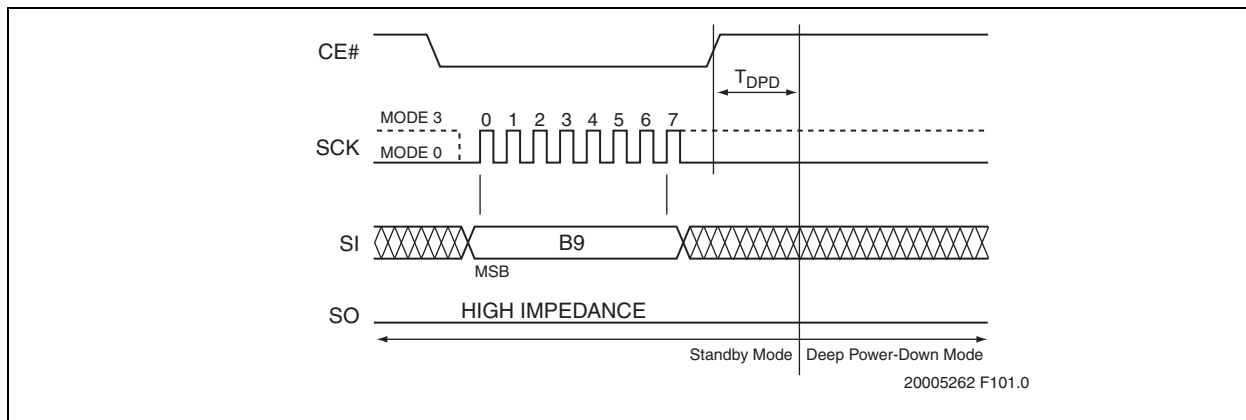 CE#
T_DPD
MODE 3
0 1 2 3 4 5 6 7
SCK
MODE 0
SI
B9
MSB
SO
HIGH IMPEDANCE
Standby Mode
Deep Power-Down Mode
20005262 F101.0